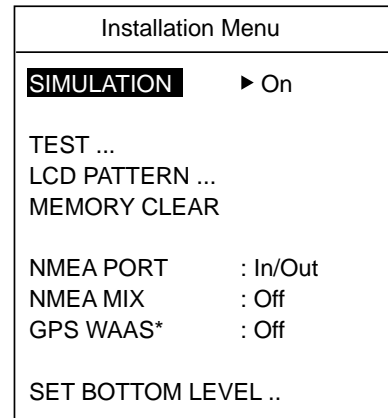 Installation Menu
SIMULATION ▶ On
TEST ...
LCD PATTERN ...
MEMORY CLEAR
NMEA PORT : In/Out
NMEA MIX : Off
GPS WAAS* : Off
SET BOTTOM LEVEL ..